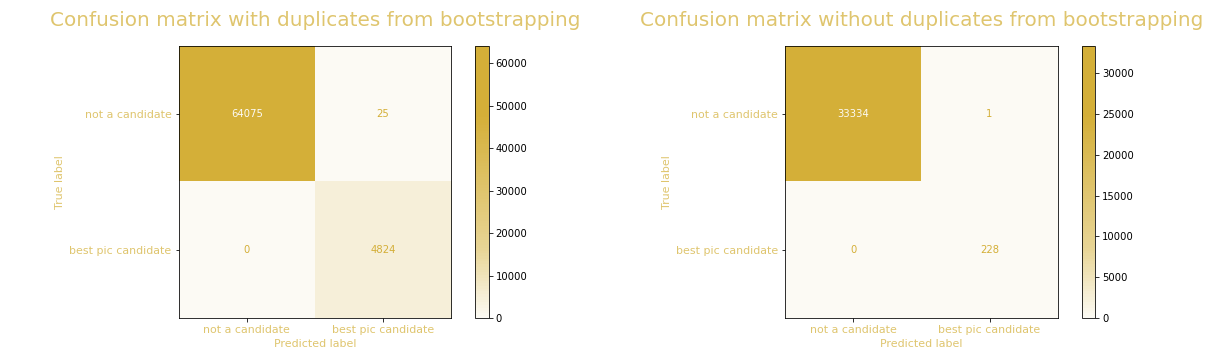 Confusion matrix with duplicates from bootstrapping
not a candidate
best pic candidate
True label
64075
25
0
4824
not a candidate
best pic candidate
Predicted label
60000
50000
40000
30000
20000
10000
0
Confusion matrix without duplicates from bootstrapping
not a candidate
best pic candidate
True label
33334
1
0
228
not a candidate
best pic candidate
Predicted label
30000
25000
20000
15000
10000
5000
0